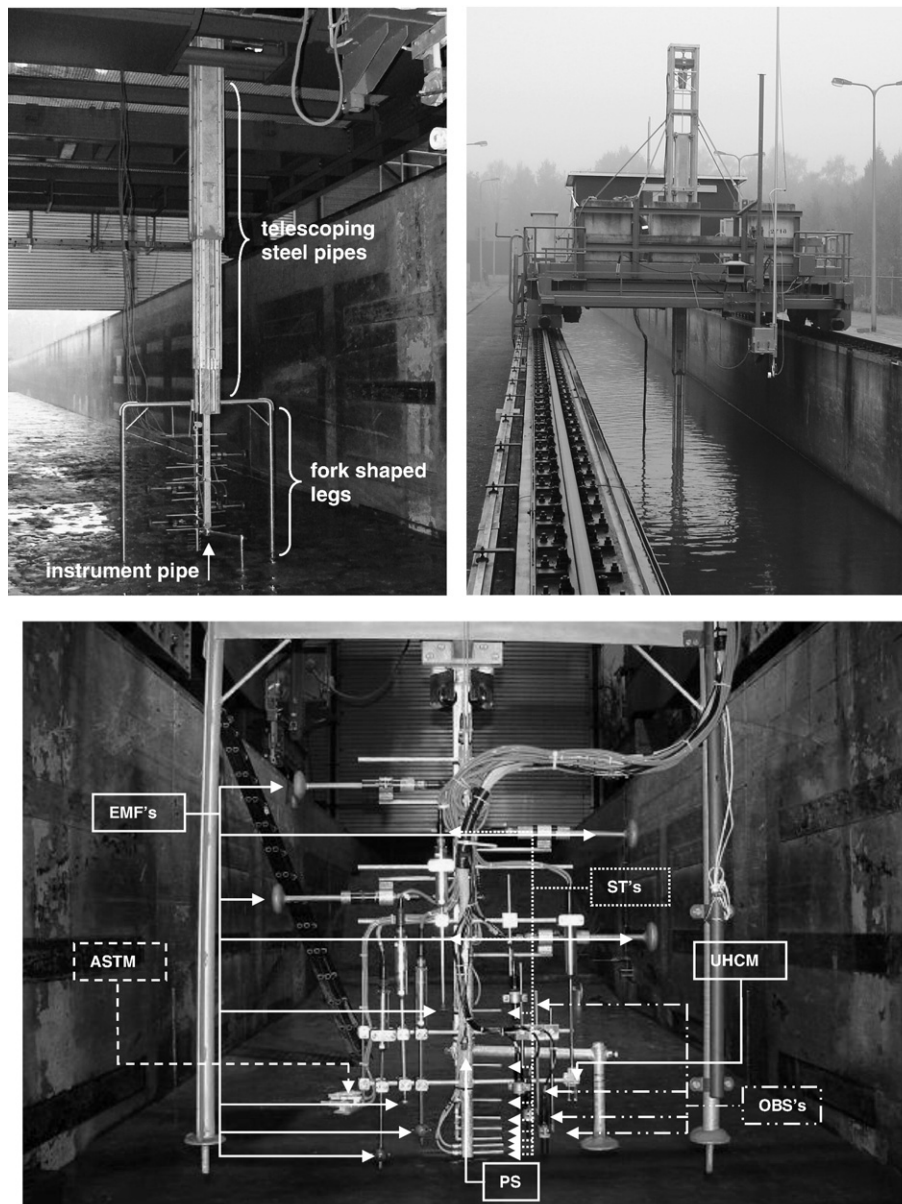 telescoping
steel pipes
fork shaped
legs
instrument pipe
EMF's
ST's
ASTM
UHCM
OBS's
PS